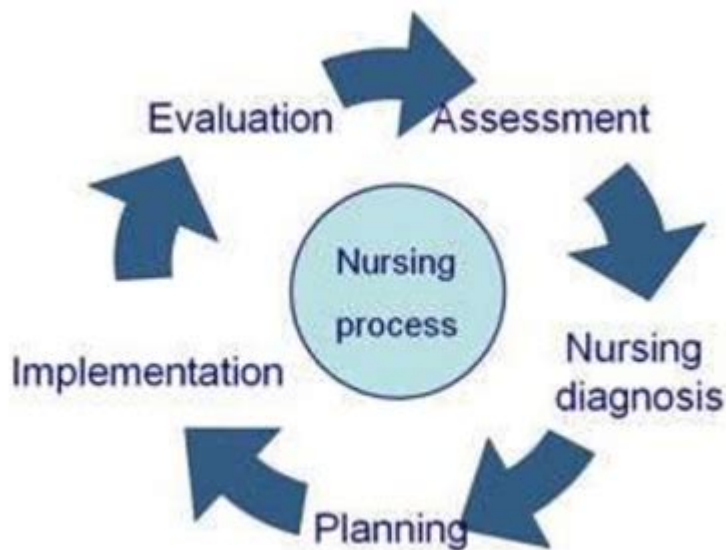 Evaluation
Assessment
Nursing
process
Nursing
diagnosis
Implementation
Planning